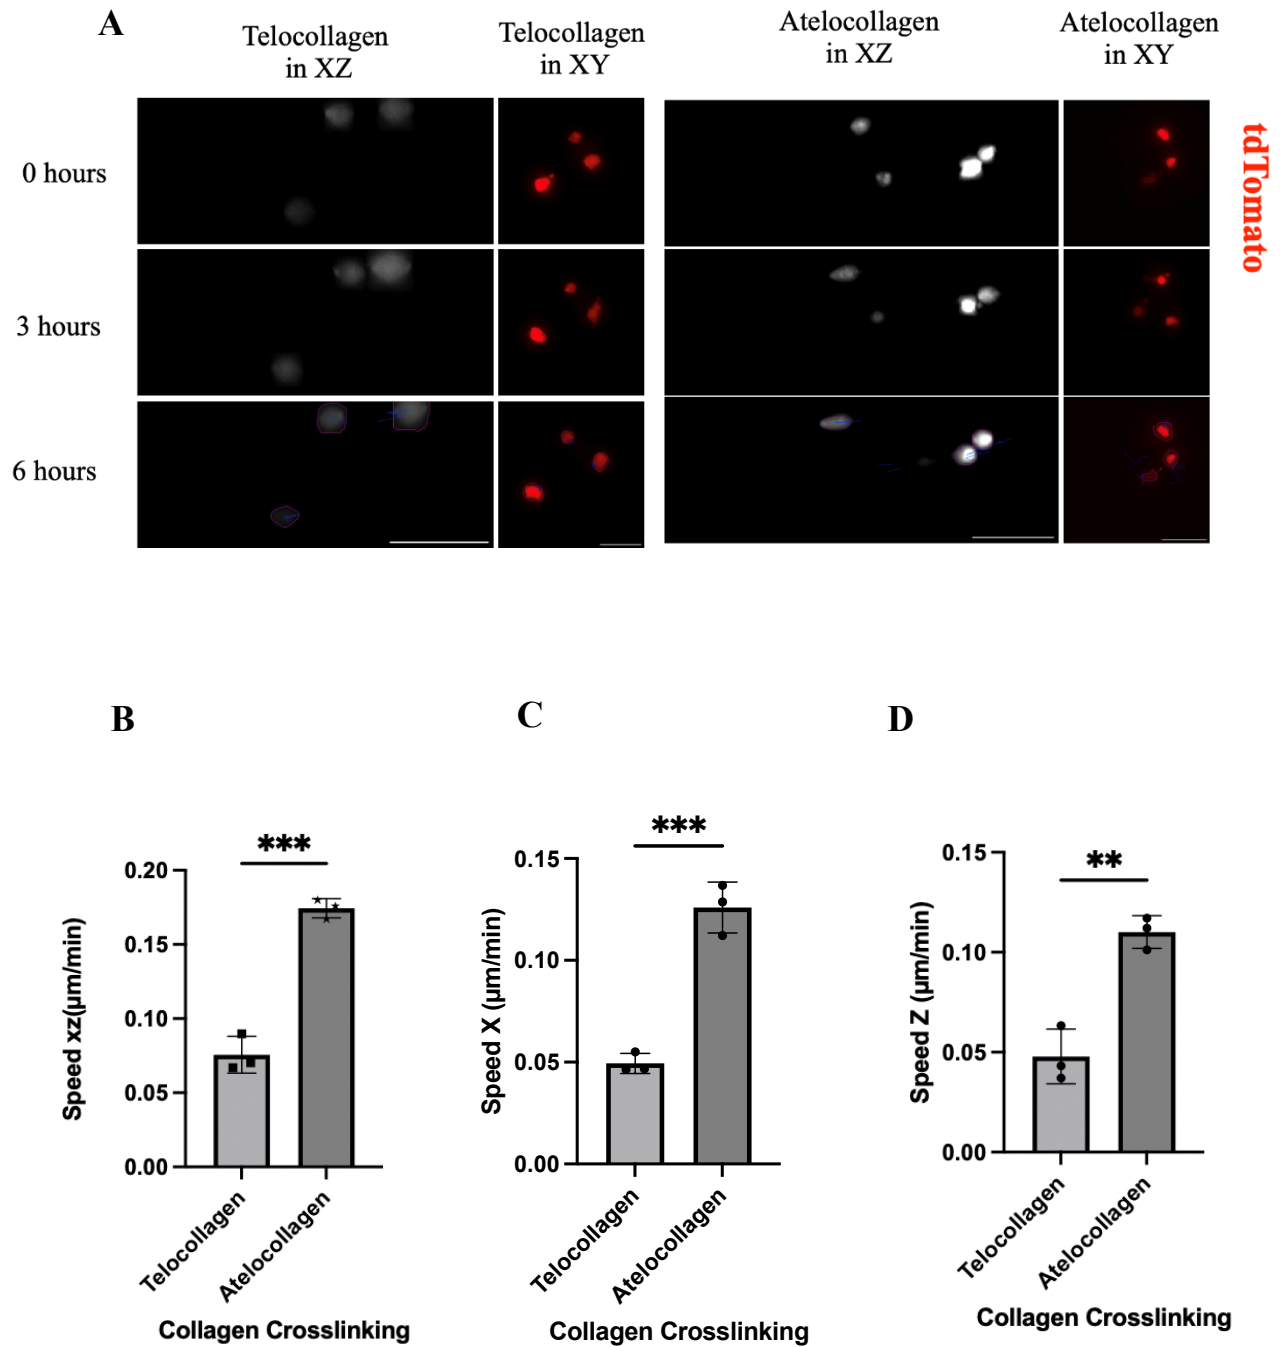 A
Telocollagen
in XZ
Telocollagen
in XY
Atelocollagen
in XZ
Atelocollagen
in XY
0 hours
3 hours
6 hours
tdTomato
B
C
D
***
0.20
0.15
0.10
0.05
0.00
Speed xz(μm/min)
Telocollagen
Atelocollagen
Collagen Crosslinking
***
0.15
0.10
0.05
0.00
Speed X (μm/min)
Telocollagen
Atelocollagen
Collagen Crosslinking
**
0.15
0.10
0.05
0.00
Speed Z (μm/min)
Telocollagen
Atelocollagen
Collagen Crosslinking